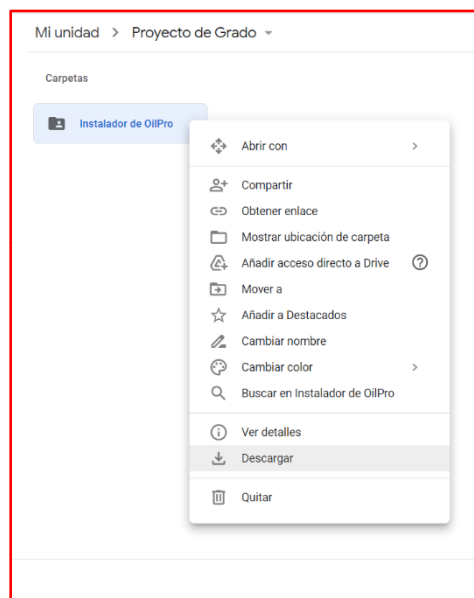 Mi unidad > Proyecto de Grado
Carpetas
Instalador de OilPro
Abrir con
Compartir
Obtener enlace
Mostrar ubicación de carpeta
Añadir acceso directo a Drive
Mover a
Añadir a Destacados
Cambiar nombre
Cambiar color
Buscar en Instalador de OilPro
Ver detalles
Descargar
Quitar